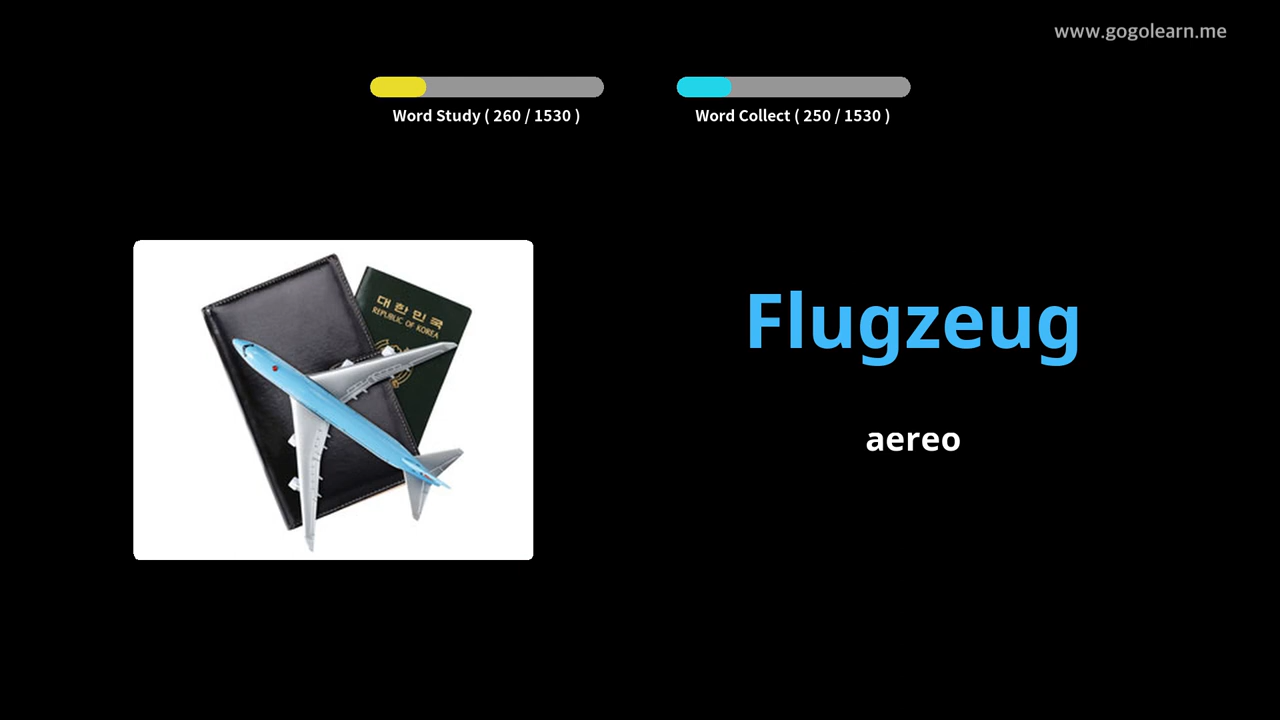 www.gogolearn.me
Word Study ( 260 / 1530 )
Word Collect ( 250 / 1530 )
대한민국
REPUBLIC OF KOREA
Flugzeug
aereo